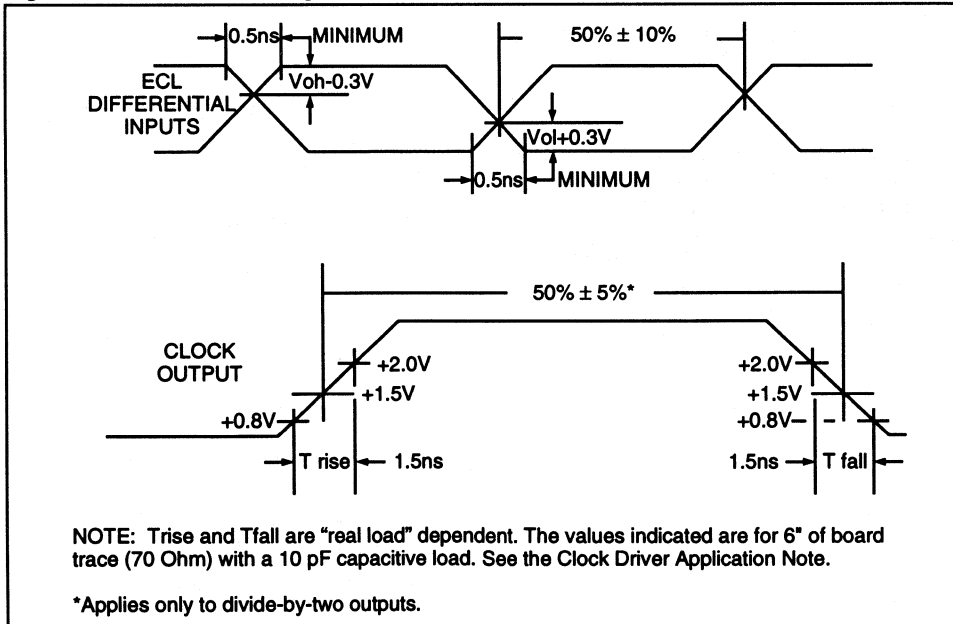 0.5ns MINIMUM
50% ± 10%
Voh-0.3V
ECL
DIFFERENTIAL
INPUTS
Vol+0.3V
0.5ns MINIMUM
50% ± 5%*
CLOCK
OUTPUT
+2.0V
+2.0V
+1.5V
+1.5V
+0.8V
+0.8V
T rise 1.5ns
1.5ns T fall
NOTE: Trise and Tfall are “real load” dependent. The values indicated are for 6" of board
trace (70 Ohm) with a 10 pF capacitive load. See the Clock Driver Application Note.
*Applies only to divide-by-two outputs.